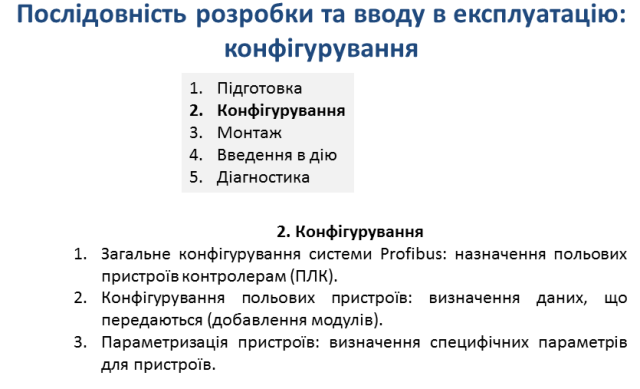 Послідовність розробки та вводу в експлуатацію:
конфігурування
1. Підготовка
2. Конфігурування
3. Монтаж
4. Введення в дію
5. Діагностика
2. Конфігурування
1. Загальне конфігурування системи Profibus: назначення польових
пристроїв контролерам (ПЛК).
2. Конфігурування польових пристроїв: визначення даних, що
передаються (добавлення модулів).
3. Параметризація пристроїв: визначення специфічних параметрів
для пристроїв.